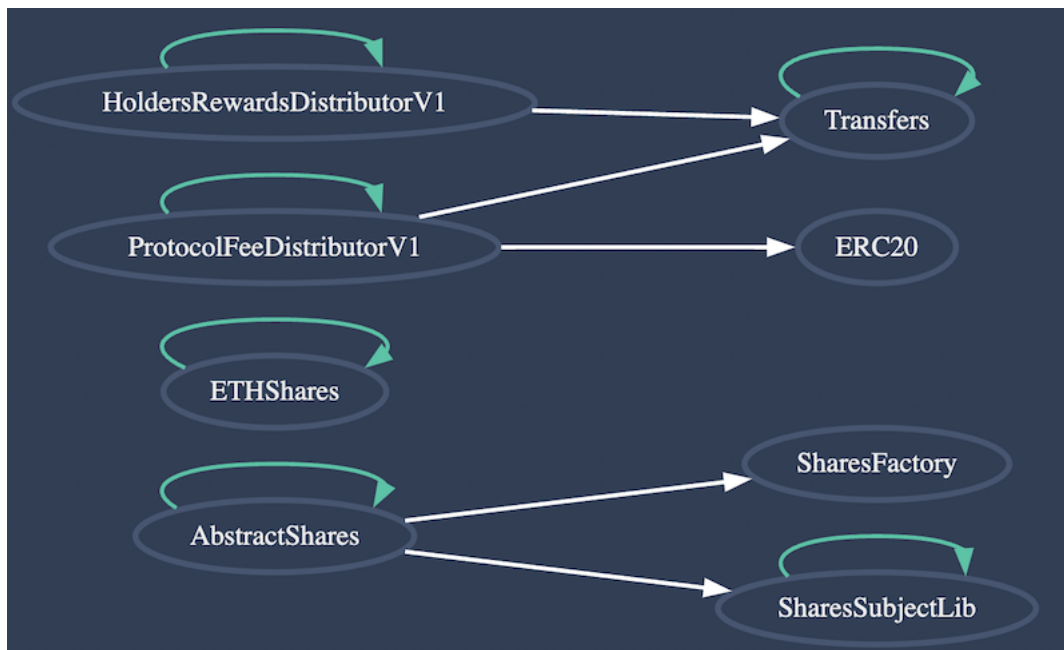 HoldersRewardsDistributorV1
Transfers
ProtocolFeeDistributorV1
ERC20
ETHShares
SharesFactory
AbstractShares
SharesSubjectLib